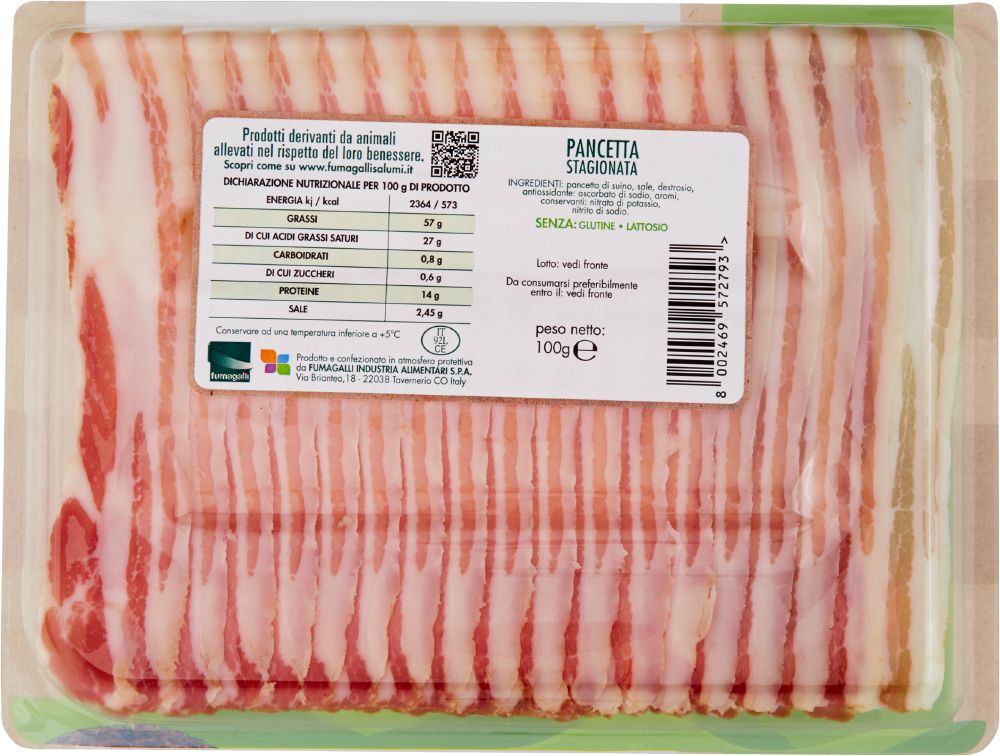 Prodotti derivanti da animali
allevati nel rispetto del loro benessere.
Scopri come su www.fumagallisalumi.it
DICHIARAZIONE NUTRIZIONALE PER 100 g DI PRODOTTO
ENERGIA kj / kcal 2364 / 573
GRASSI 57 g
DI CUI ACIDI GRASSI SATURI 27 g
CARBOIDRATI 0,8 g
DI CUI ZUCCHERI 0,6 g
PROTEINE 14 g
SALE 2,45 g
Conservare ad una temperatura inferiore a +5°C
IT
92L
CE
fumagalli
Prodotto e confezionato in atmosfera protettiva
da FUMAGALLI INDUSTRIA ALIMENTARI S.P.A.
Via Briantea,18 - 22038 Tavernerio CO Italy
PANCETTA
STAGIONATA
INGREDIENTI: pancetta di suino, sale, destrosio,
antiossidante: ascorbato di sodio, aromi,
conservanti: nitrato di potassio,
nitrito di sodio.
SENZA: GLUTINE • LATTOSIO
Lotto: vedi fronte
Da consumarsi preferibilmente
entro il: vedi fronte
peso netto:
100g e
8 002469 572793 >